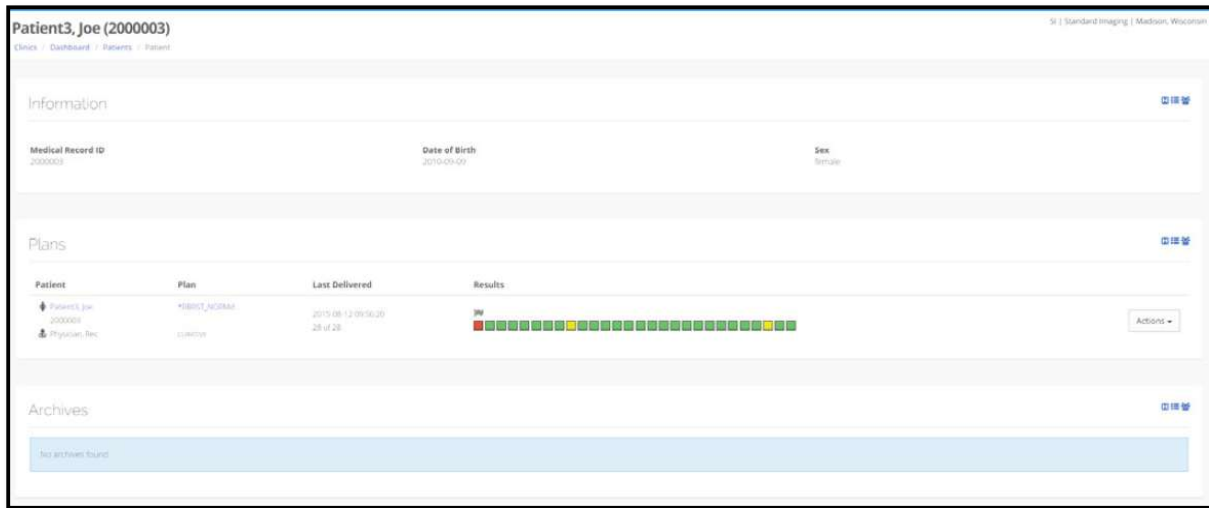 Patient3, Joe (2000003)
SI | Standard Imaging | Madison, Wisconsin
Clinics / Dashboard / Patients / Patient
Information
Medical Record ID
Date of Birth
Sex
2000003
2010-09-09
female
Plans
Patient
Plan
Last Delivered
Results
Patient3, Joe
2000003
Physician, Rec
2015-08-12 09:56:20
28 of 28
Actions
Archives
No archives found